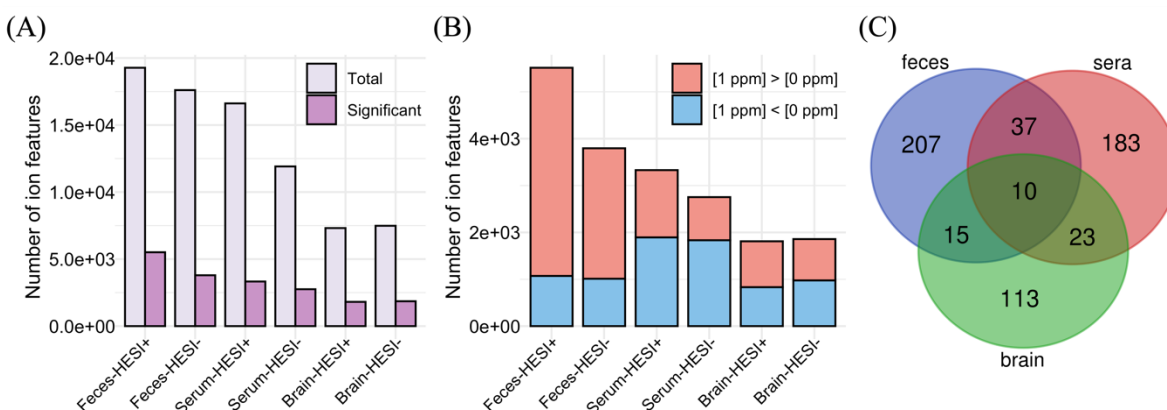 (A)
Number of ion features
2.0e+04
1.5e+04
1.0e+04
5.0e+03
0.0e+00
Total
Significant
Feces-HESI+
Feces-HESI-
Serum-HESI+
Serum-HESI-
Brain-HESI+
Brain-HESI-
(B)
Number of ion features
4e+03
2e+03
0e+00
[1 ppm] > [0 ppm]
[1 ppm] < [0 ppm]
Feces-HESI+
Feces-HESI-
Serum-HESI+
Serum-HESI-
Brain-HESI+
Brain-HESI-
(C)
feces
sera
207
37
183
10
15
23
113
brain